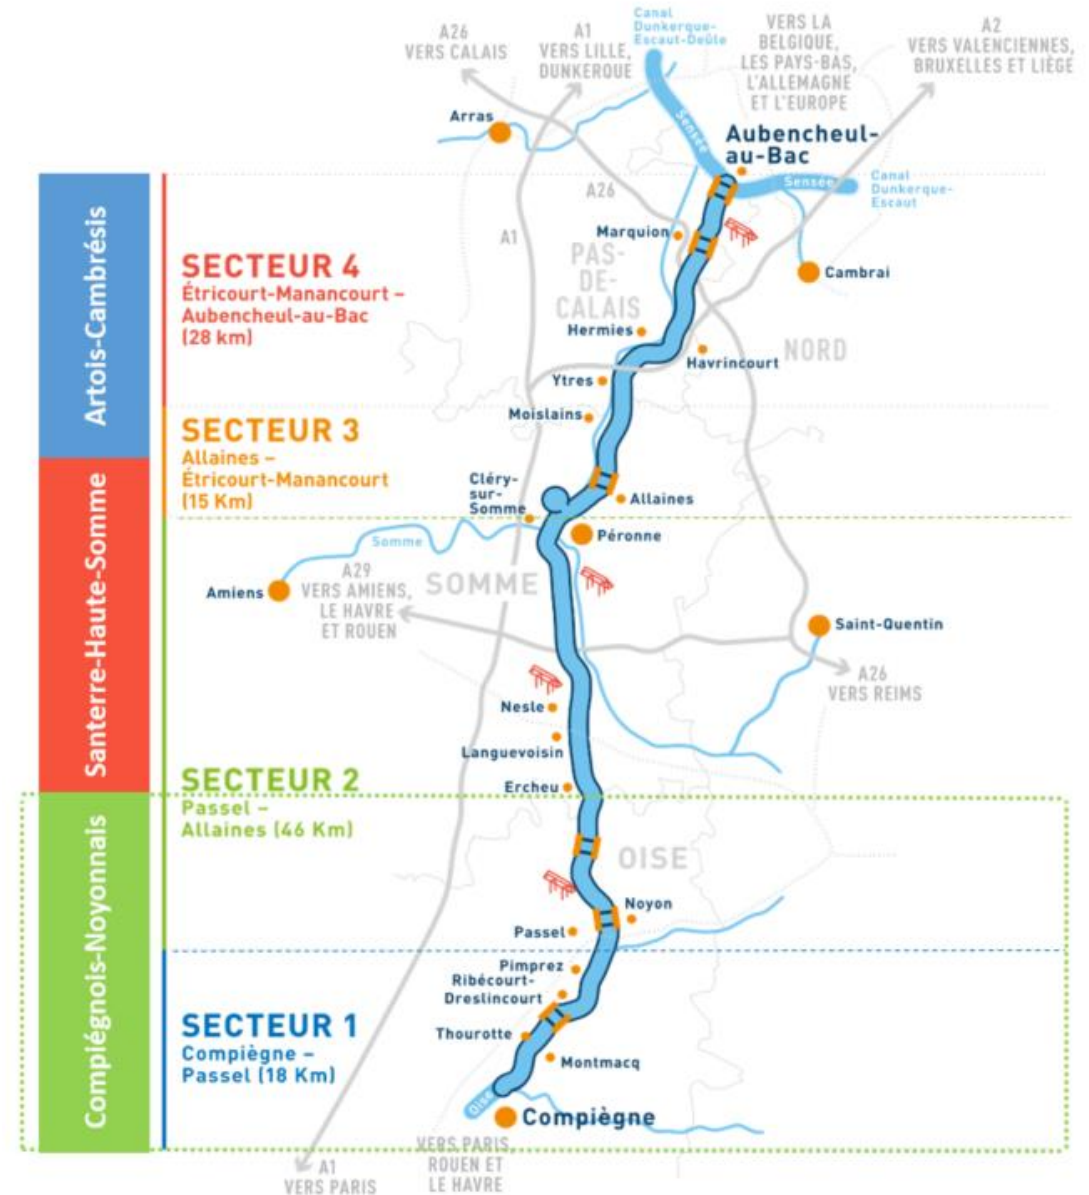 A26
VERS CALAIS
A1
VERS LILLE,
DUNKERQUE
Canal
Dunkerque-
Escaut-Deûle
VERS LA
BELGIQUE,
LES PAYS-BAS,
L'ALLEMAGNE
ET L'EUROPE
A2
VERS VALENCIENNES,
BRUXELLES ET LIÈGE
Arras
Sensée
Aubencheul-
au-Bac
Sensée
Canal
Dunkerque-
Escaut
A26
A1
Marquion
PAS-
DE-
CALAIS
Cambrai
Artois-Cambrésis
SECTEUR 4
Étricourt-Manancourt –
Aubencheul-au-Bac
(28 km)
Hermies
Havrincourt
NORD
Ytres
Moislains
SECTEUR 3
Allaines –
Étricourt-Manancourt
(15 Km)
Cléry-
sur-
Somme
Allaines
Péronne
Somme
Santerre-Haute-Somme
Amiens
A29
VERS AMIENS,
LE HAVRE
ET ROUEN
SOMME
Saint-Quentin
A26
VERS REIMS
Nesle
Languevoisin
Ercheu
SECTEUR 2
Passel –
Allaines (46 Km)
OISE
Noyon
Passel
Compiégnois-Noyonnais
Pimprez
Ribécourt-
Dreslincourt
SECTEUR 1
Compiègne –
Passel (18 Km)
Thourotte
Montmacq
Oise
Compiègne
VERS PARIS,
ROUEN ET
LE HAVRE
A1
VERS PARIS